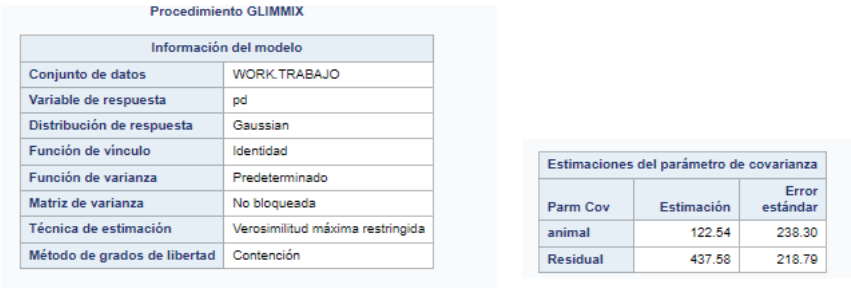 Procedimiento GLIMMIX
Información del modelo
Conjunto de datos WORK.TRABAJO
Variable de respuesta pd
Distribución de respuesta Gaussian
Función de vínculo Identidad
Función de varianza Predeterminado
Matriz de varianza No bloqueada
Técnica de estimación Verosimilitud máxima restringida
Método de grados de libertad Contención
Estimaciones del parámetro de covarianza
Parm Cov Estimación Error estándar
animal 122.54 238.30
Residual 437.58 218.79